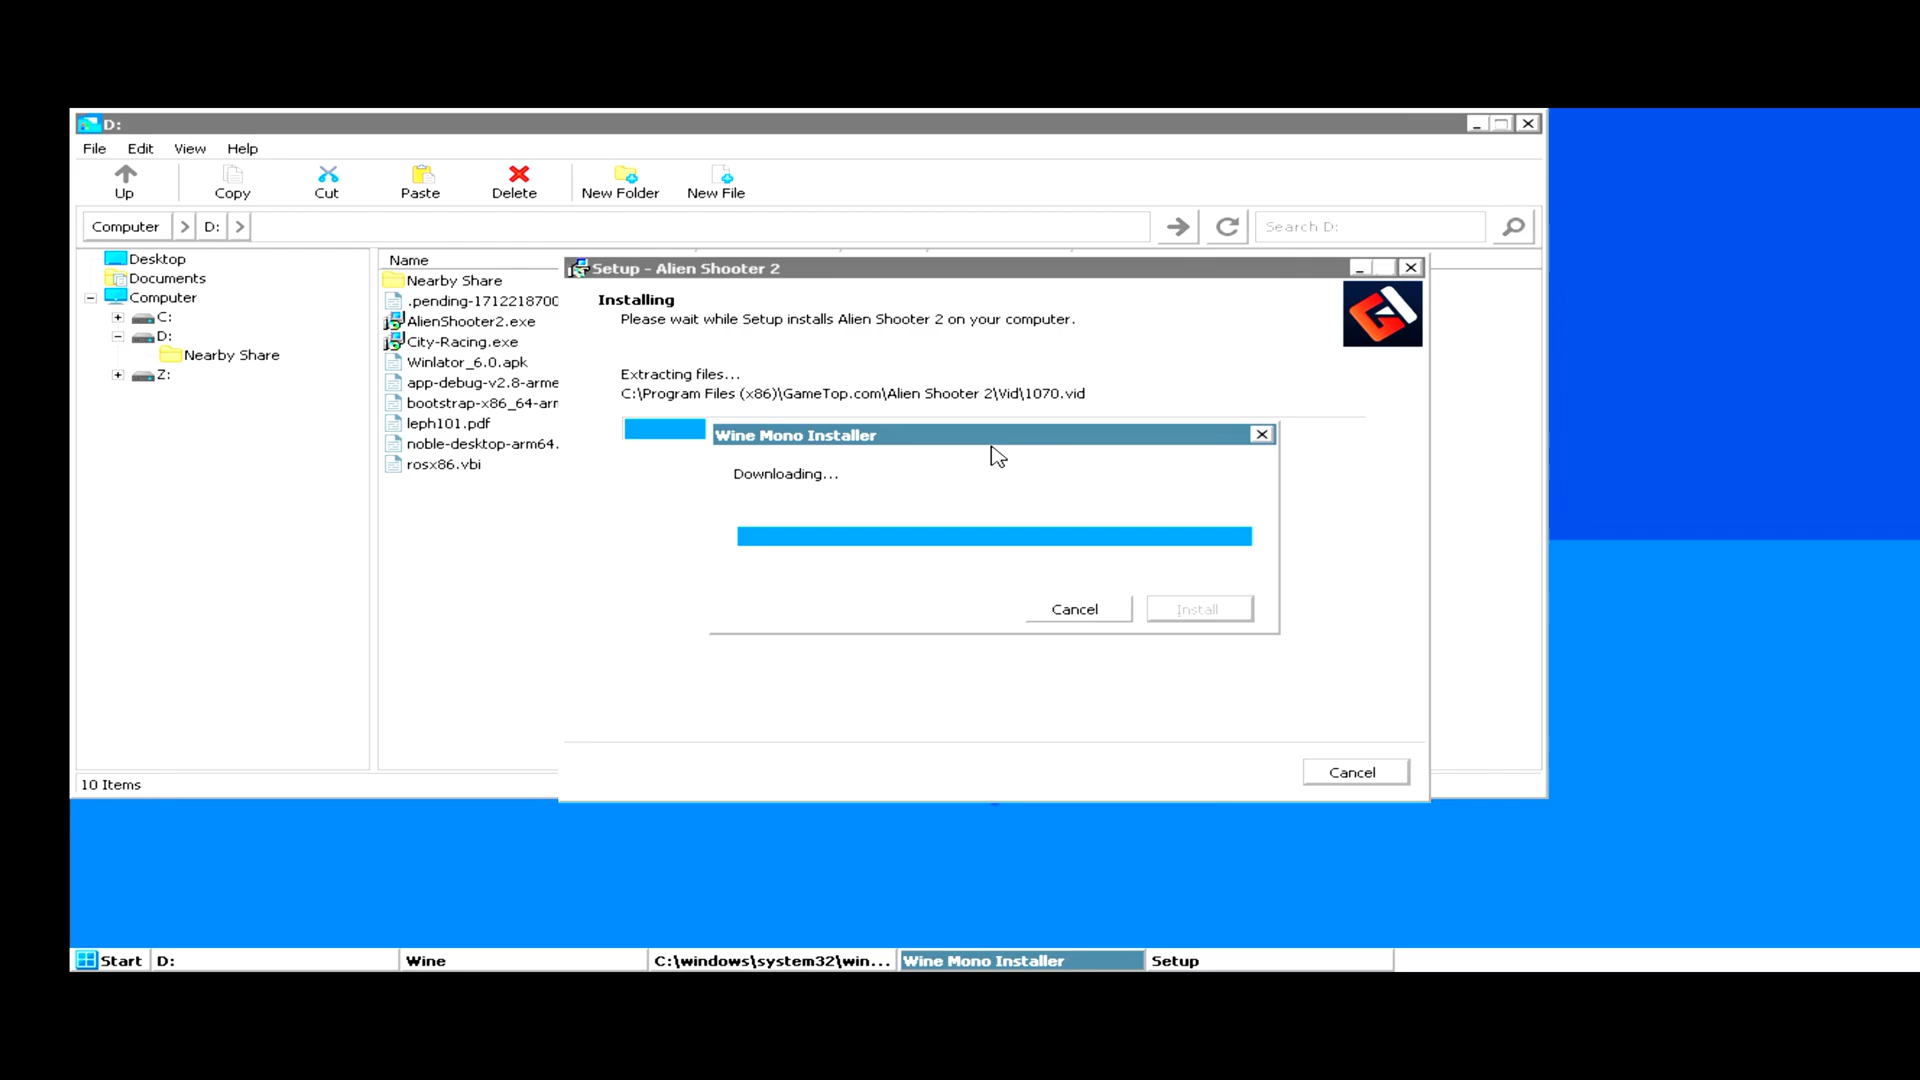 D:
File Edit View Help
Up Copy Cut Paste Delete New Folder New File
Computer > D: > Search D:
Desktop
Documents
Computer
C:
D:
Nearby Share
Z:
Name
Nearby Share
.pending-1712218700
AlienShooter2.exe
City-Racing.exe
Winlator_6.0.apk
app-debug-v2.8-arme
bootstrap-x86_64-arm
leph101.pdf
noble-desktop-arm64.
rosx86.vbi
Setup - Alien Shooter 2
Installing
Please wait while Setup installs Alien Shooter 2 on your computer.
Extracting files...
C:\Program Files (x86)\GameTop.com\Alien Shooter 2\Vid\1070.vid
Wine Mono Installer
Downloading...
Cancel Install
Cancel
10 Items
Start D: Wine C:\windows\system32\win... Wine Mono Installer Setup